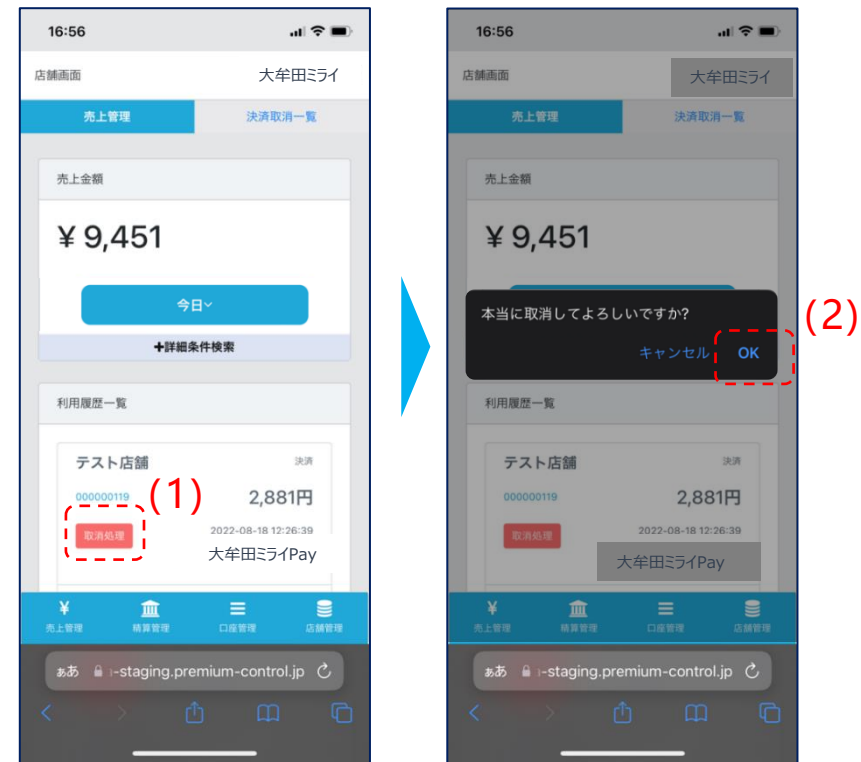 16:56
店舗画面
大牟田ミライ
売上管理
決済取消一覧
売上金額
¥ 9,451
今日
+詳細条件検索
利用履歴一覧
テスト店舗
決済
000000119
(1)
2,881円
取消処理
2022-08-18 12:26:39
大牟田ミライPay
¥
売上管理
精算管理
口座管理
店舗管理
ぁあ
-staging.premium-control.jp
16:56
店舗画面
大牟田ミライ
売上管理
決済取消一覧
売上金額
¥ 9,451
本当に取消してよろしいですか?
(2)
キャンセル
OK
利用履歴一覧
テスト店舗
決済
000000119
2,881円
取消処理
2022-08-18 12:26:39
大牟田ミライPay
¥
売上管理
精算管理
口座管理
店舗管理
ぁあ
-staging.premium-control.jp